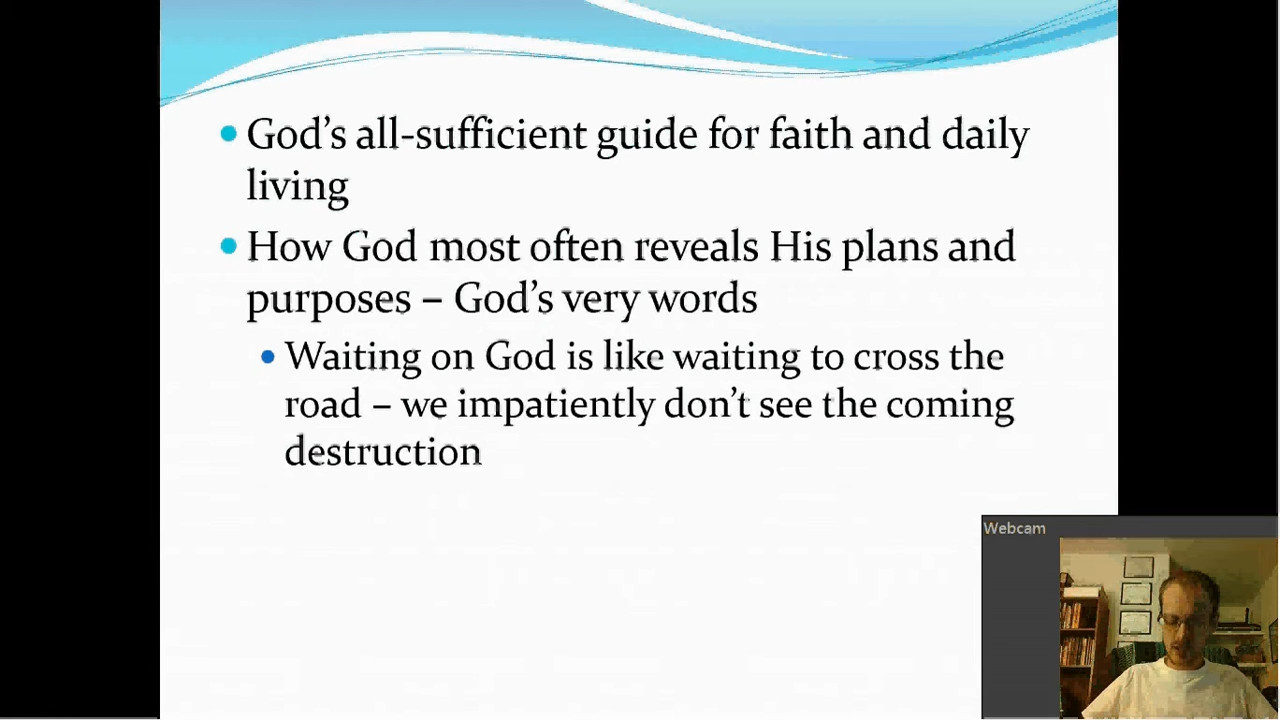 God's all-sufficient guide for faith and daily
living
How God most often reveals His plans and
purposes – God's very words
Waiting on God is like waiting to cross the
road – we impatiently don't see the coming
destruction
Webcam